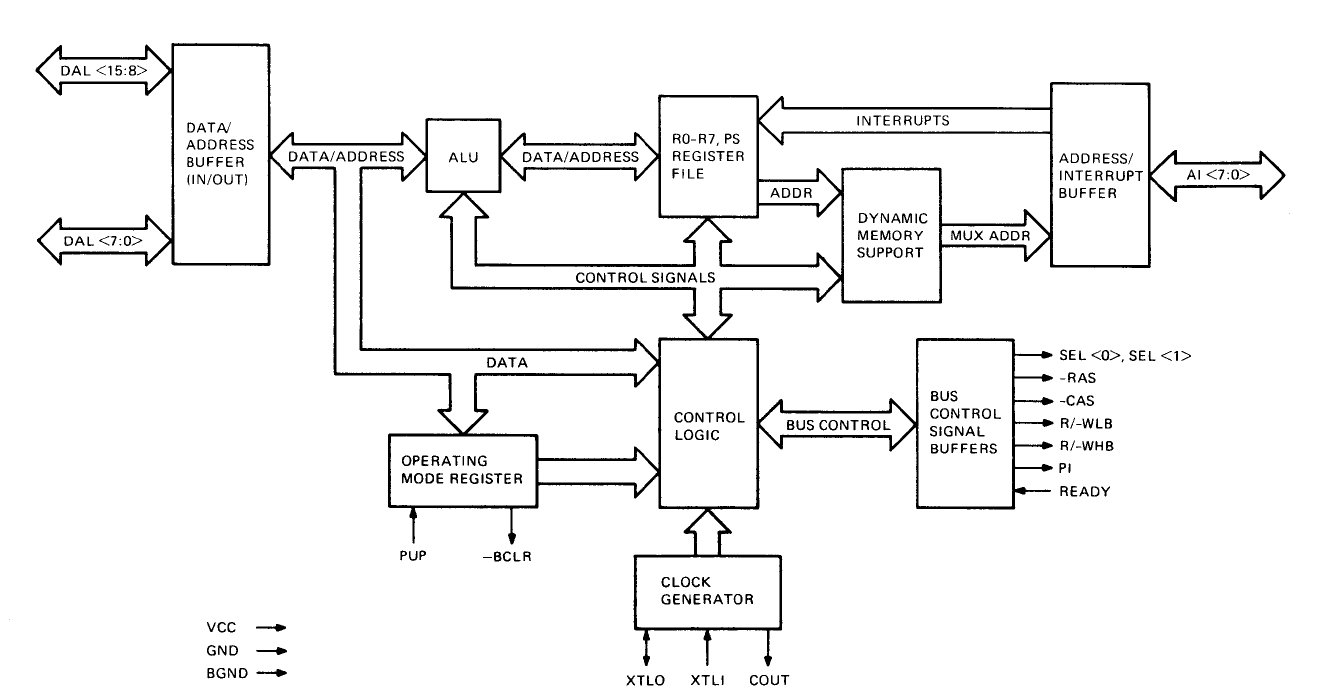 DAL <15:8>
DATA/
ADDRESS
BUFFER
(IN/OUT)
DAL <7:0>
DATA/ADDRESS
ALU
DATA/ADDRESS
R0-R7, PS
REGISTER
FILE
INTERRUPTS
ADDR
DYNAMIC
MEMORY
SUPPORT
MUX ADDR
ADDRESS/
INTERRUPT
BUFFER
AI <7:0>
CONTROL SIGNALS
DATA
CONTROL
LOGIC
BUS CONTROL
BUS
CONTROL
SIGNAL
BUFFERS
SEL <0>, SEL <1>
-RAS
-CAS
R/-WLB
R/-WHB
PI
READY
OPERATING
MODE REGISTER
PUP
-BCLR
CLOCK
GENERATOR
XTLO
XTLI
COUT
VCC
GND
BGND